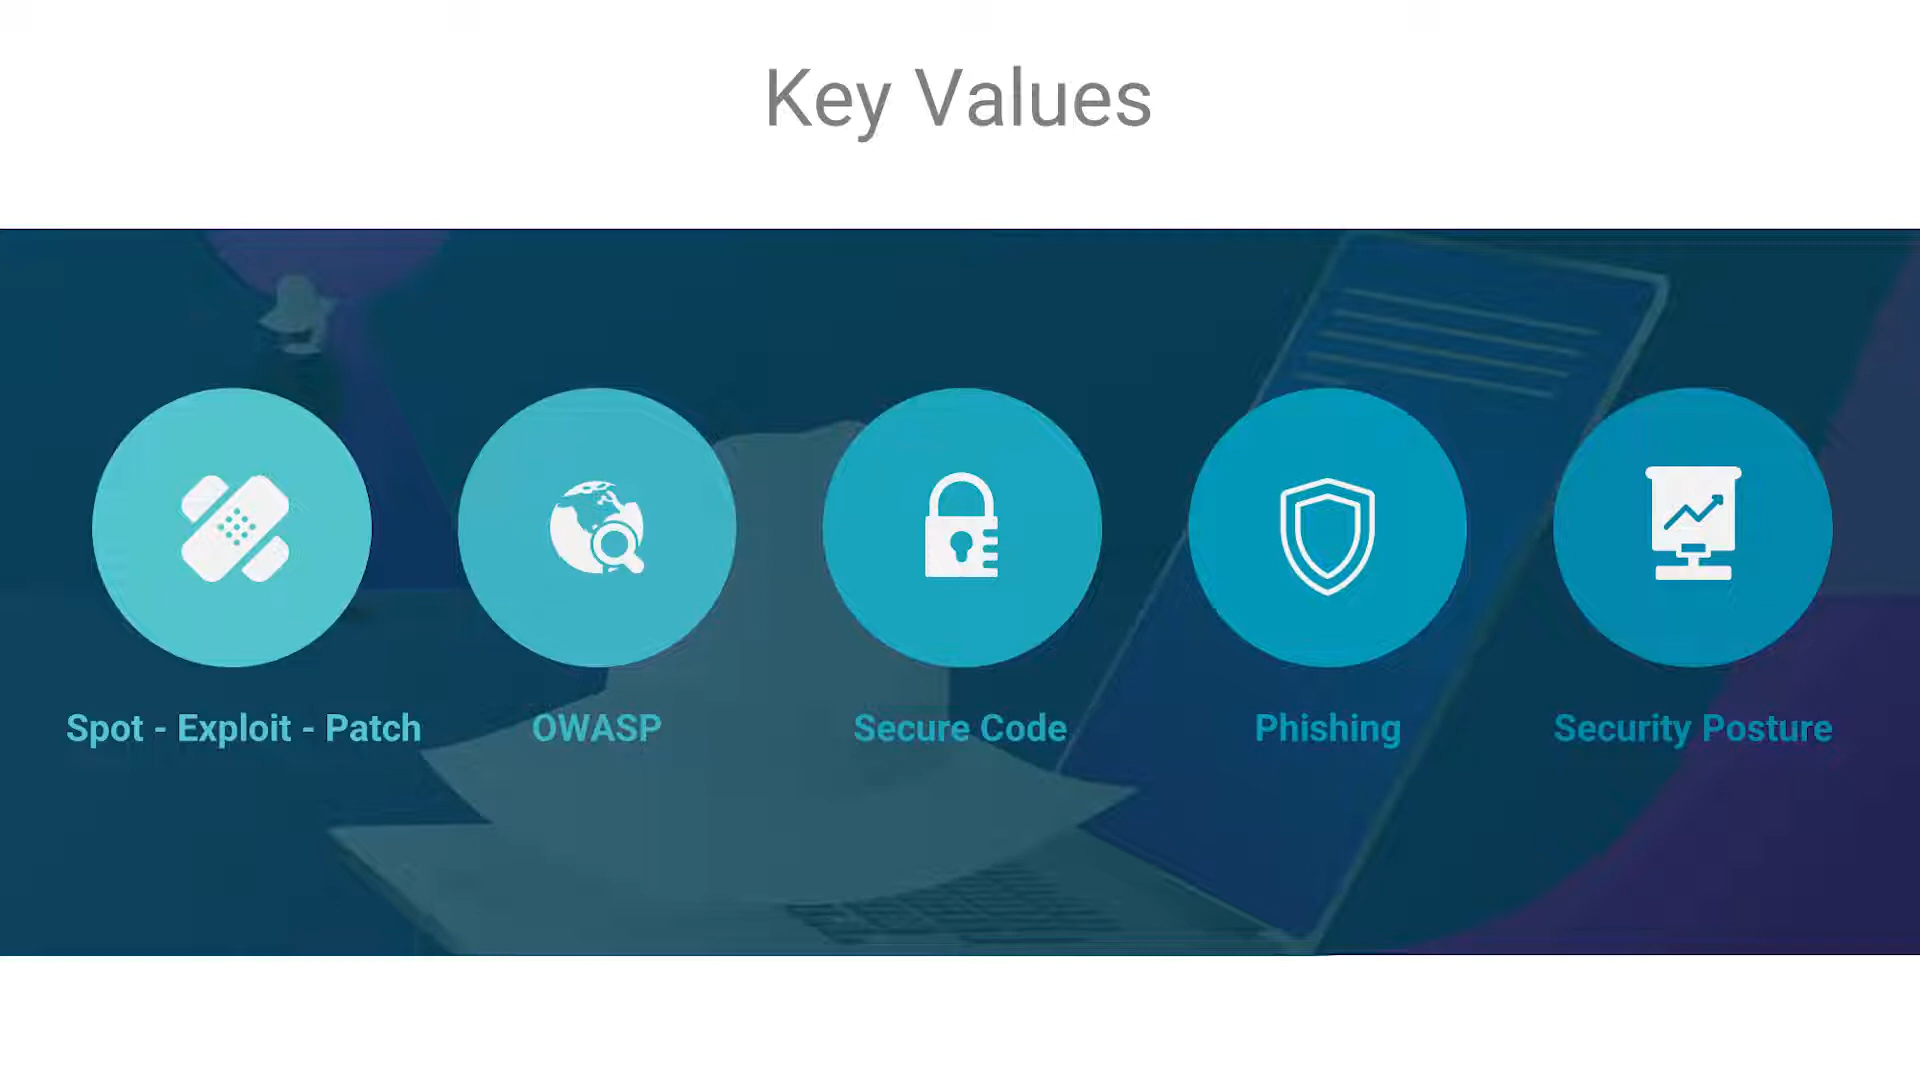 Key Values
Spot - Exploit - Patch
OWASP
Secure Code
Phishing
Security Posture